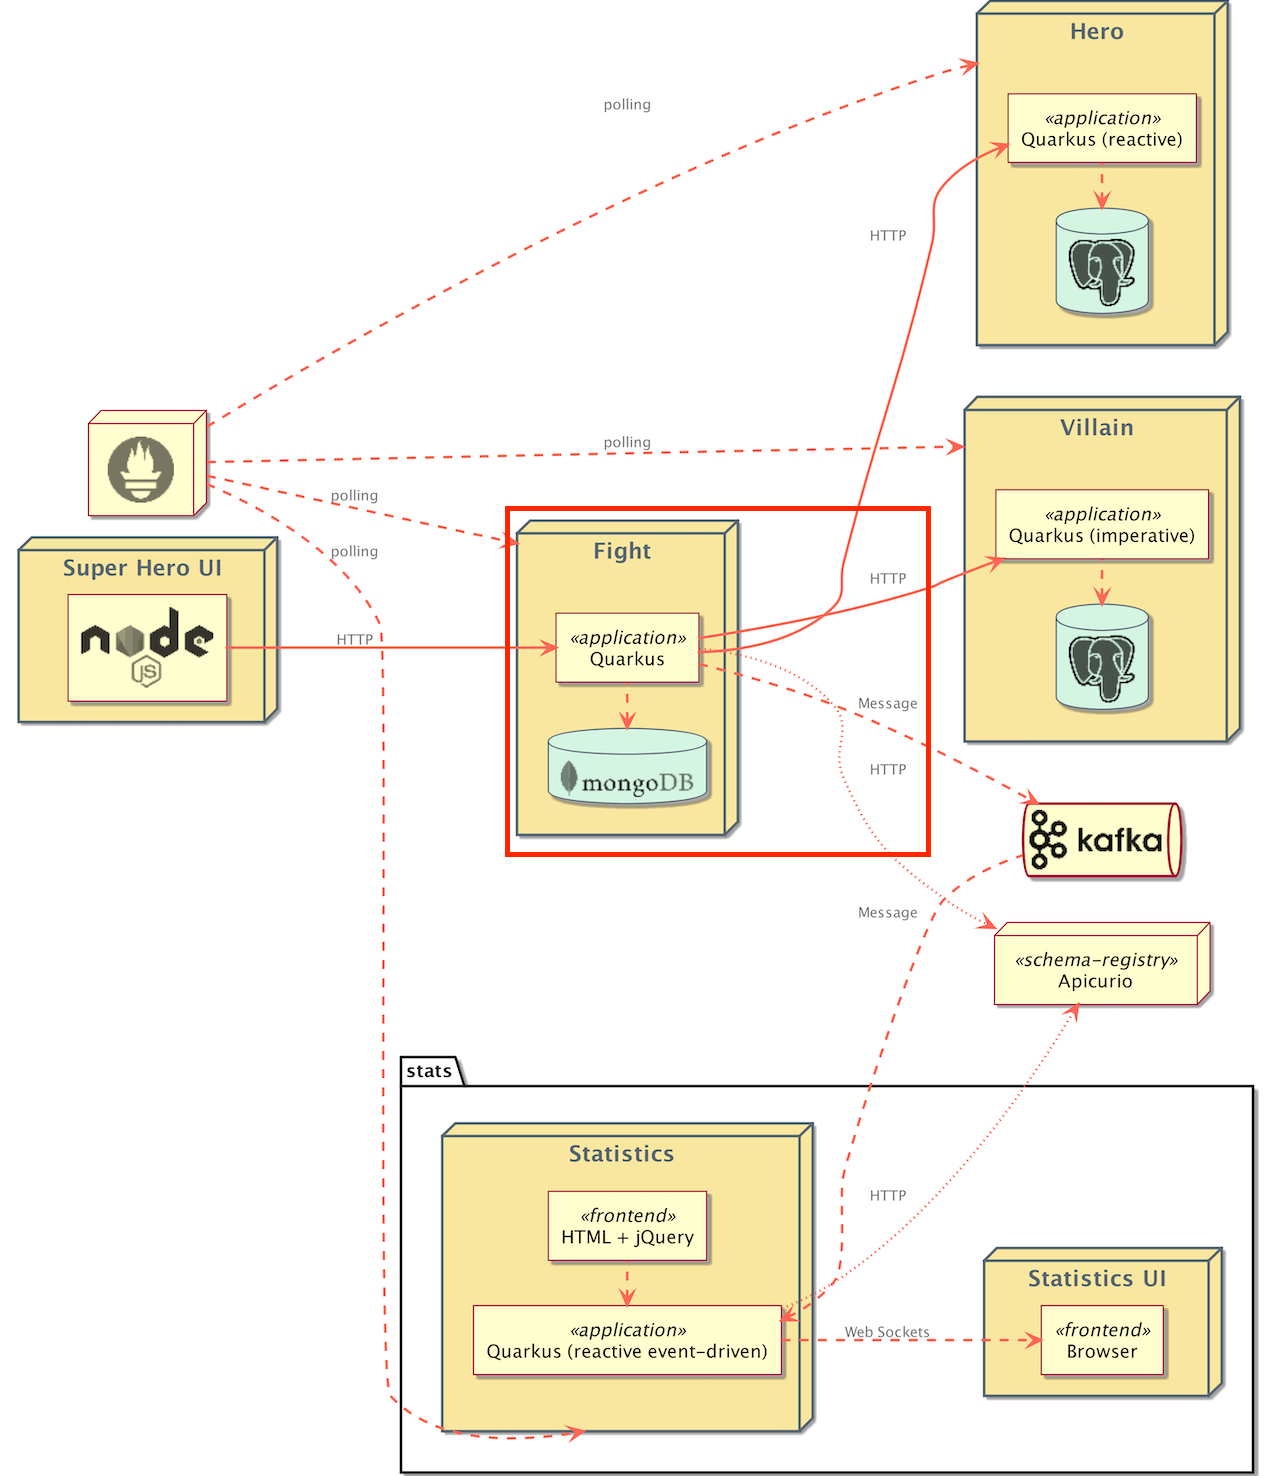 Hero
«application»
Quarkus (reactive)
polling
HTTP
Villain
polling
«application»
Quarkus (imperative)
polling
polling
Super Hero UI
node
JS
HTTP
Fight
«application»
Quarkus
mongoDB
HTTP
Message
HTTP
kafka
Message
«schema-registry»
Apicurio
stats
Statistics
«frontend»
HTML + jQuery
«application»
Quarkus (reactive event-driven)
HTTP
Web Sockets
Statistics UI
«frontend»
Browser